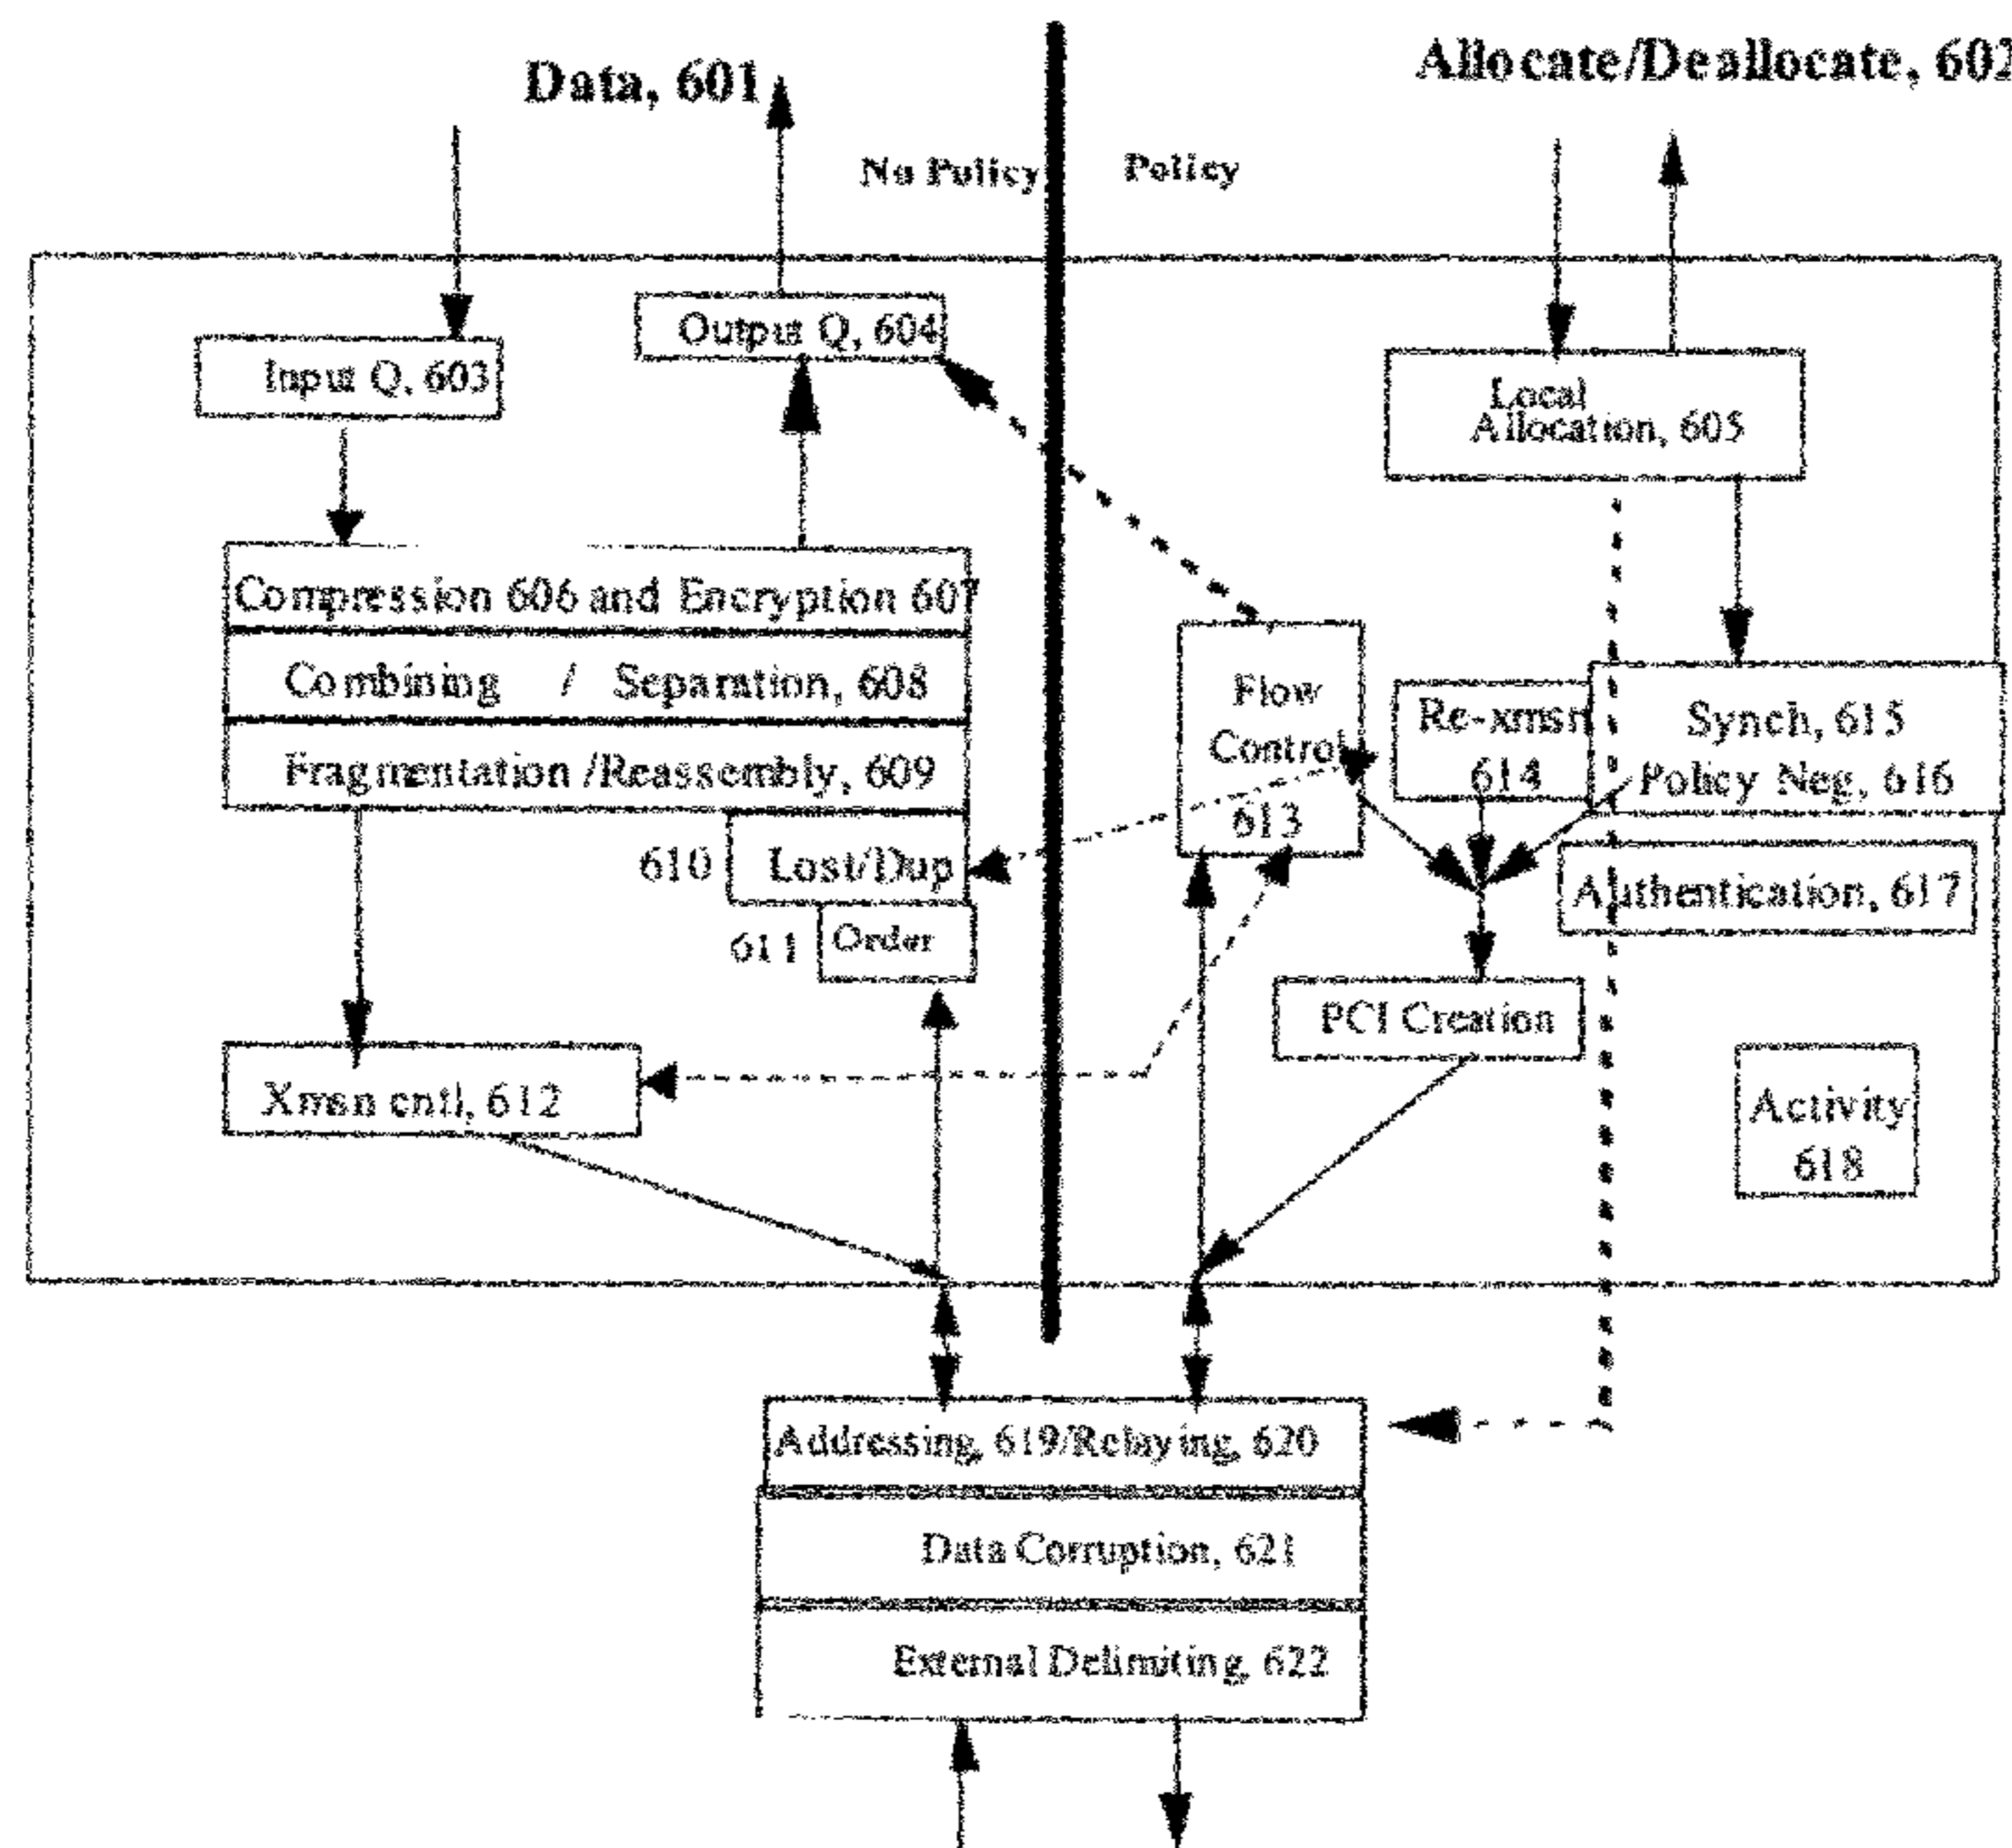 Data, 601
Allocate/Deallocate, 602
No Policy
Policy
Input Q, 603
Output Q, 604
Local
Allocation, 605
Compression 606 and Encryption 607
Combining / Separation, 608
Fragmentation /Reassembly, 609
610
Lost/Dup
611
Order
Xmsn cntl, 612
Flow
Control
613
Re-xmsn
614
Synch, 615
Policy Neg, 616
Authentication, 617
PCI Creation
Activity
618
Addressing, 619/Relaying, 620
Data Corruption, 621
External Delimiting, 622